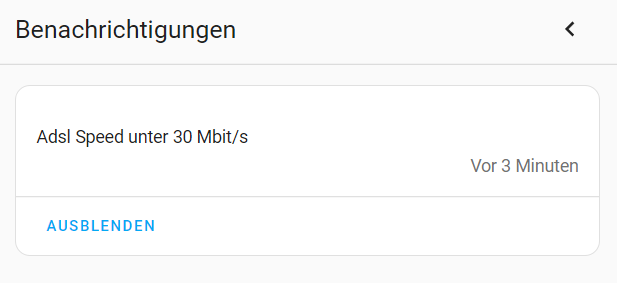 Benachrichtigungen
Adsl Speed unter 30 Mbit/s
Vor 3 Minuten
AUSBLENDEN